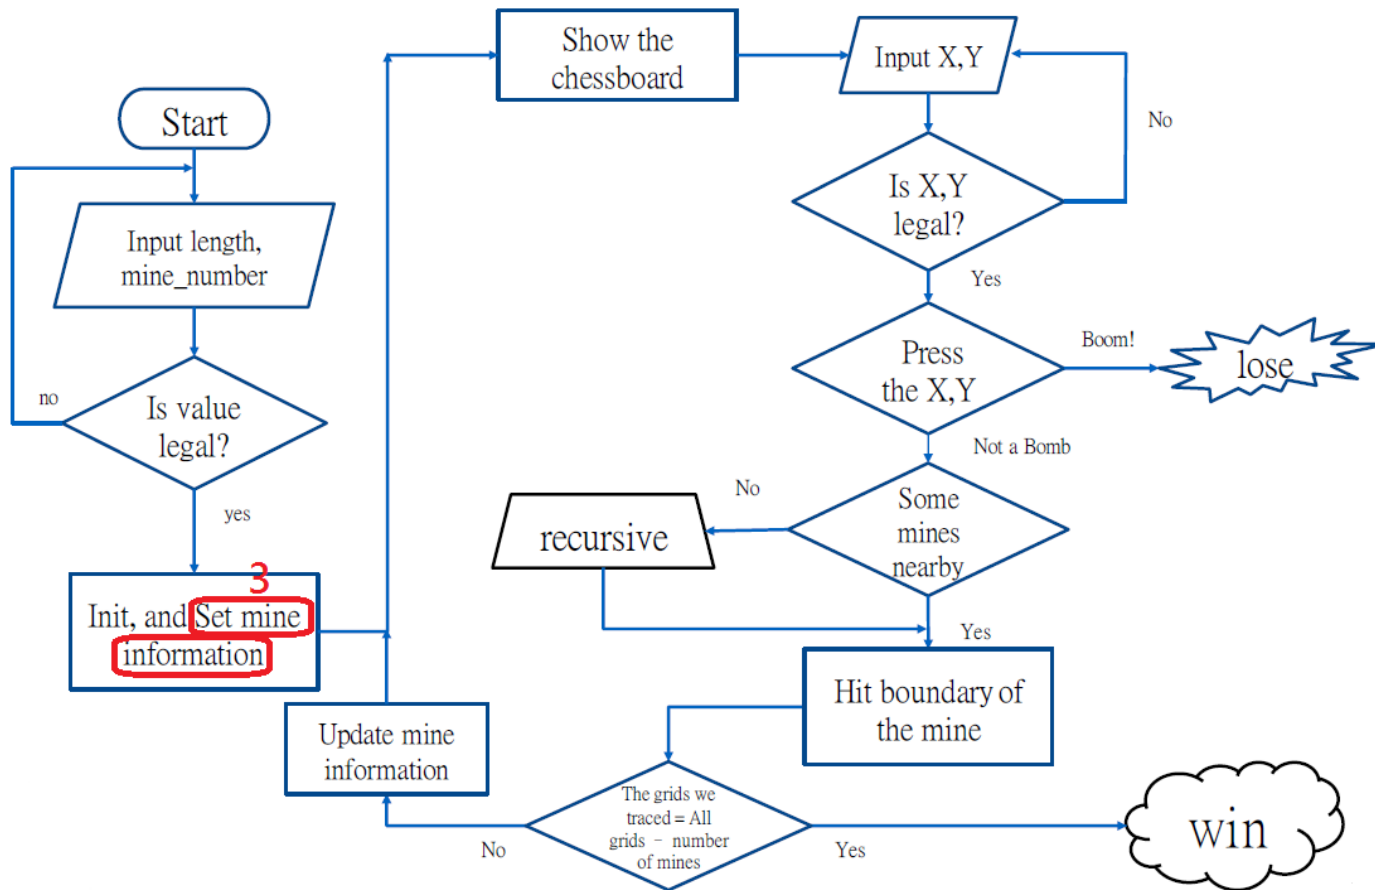 Start
Input length,
mine_number
Is value
legal?
no
yes
3
Init, and Set mine
information
Update mine
information
Show the
chessboard
Input X,Y
No
Is X,Y
legal?
Yes
Press
the X,Y
Boom!
lose
Not a Bomb
No
recursive
Some
mines
nearby
Yes
Hit boundary of
the mine
The grids we
traced = All
grids - number
of mines
No
Yes
win